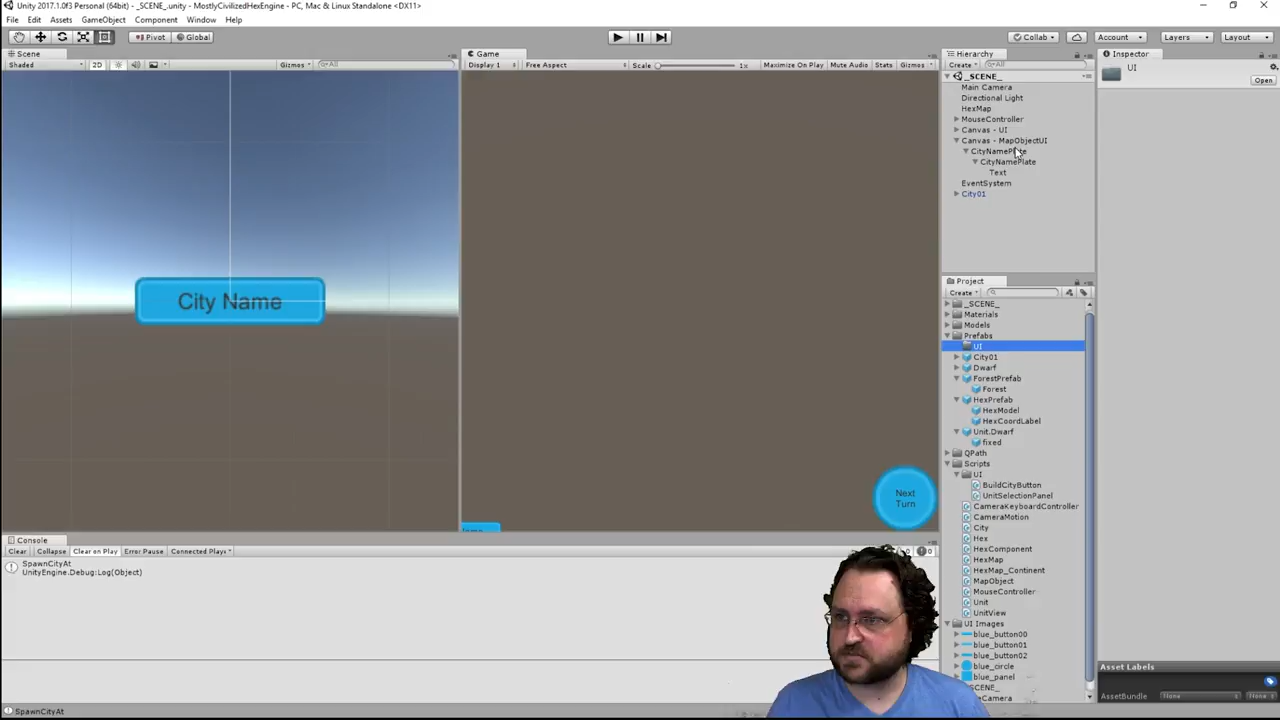 Unity 2017.1.0f3 Personal (64bit) - _SCENE_.unity - MostlyCivilizedHexEngine - PC, Mac & Linux Standalone <DX11>
File Edit Assets GameObject Component Window Help
Pivot Global Collab Account Layers Layout
Scene
Shaded 2D Gizmos All
City Name
Game
Display 1 Free Aspect Scale 1x Maximize On Play Mute Audio Stats Gizmos
Next
Turn
Hierarchy
Create All
_SCENE_
Main Camera
Directional Light
HexMap
MouseController
Canvas - UI
Canvas - MapObjectUI
CityNamePlate
CityNamePlate
Text
EventSystem
City01
Project
Create
_SCENE_
Materials
Models
Prefabs
UI
City01
Dwarf
ForestPrefab
Forest
HexPrefab
HexModel
HexCoordLabel
Unit.Dwarf
fixed
QPath
Scripts
UI
BuildCityButton
UnitSelectionPanel
CameraKeyboardController
CameraMotion
City
Hex
HexComponent
HexMap
HexMap_Continent
MapObject
MouseController
Unit
UnitView
UI Images
blue_button00
blue_button01
blue_button02
blue_circle
blue_panel
Inspector
UI
Open
Asset Labels
AssetBundle None None
Console
Clear Collapse Clear on Play Error Pause Connected Playe
SpawnCityAt
UnityEngine.Debug:Log(Object)
SpawnCityAt